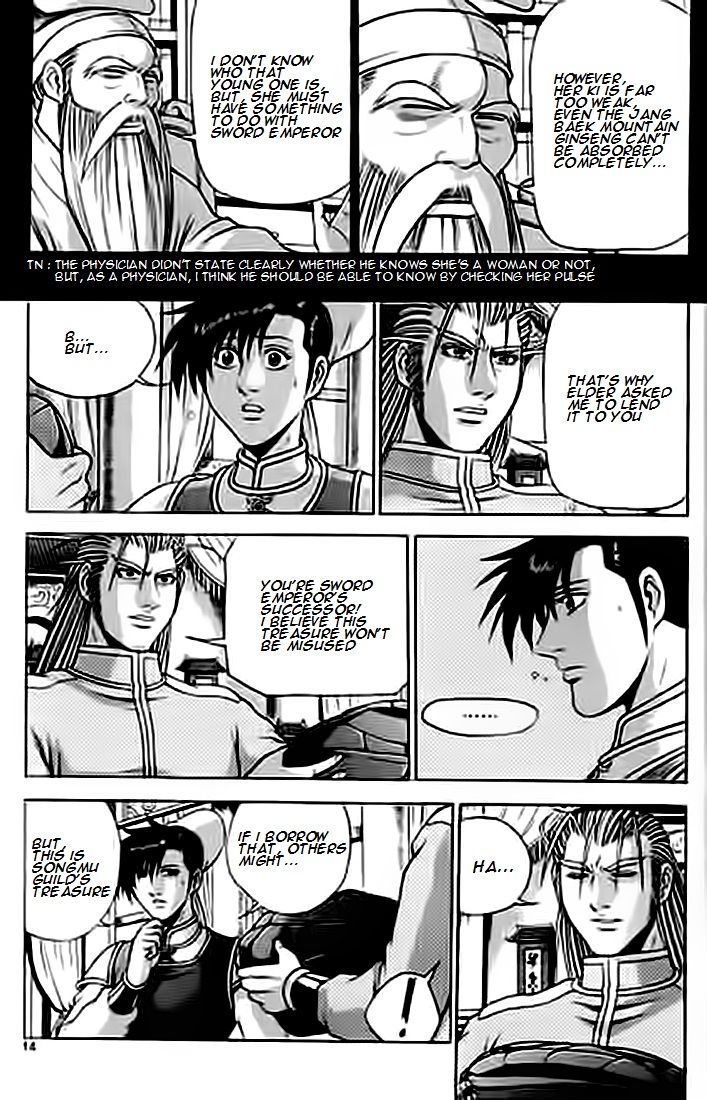 I DON'T KNOW
WHO THAT
YOUNG ONE IS,
BUT, SHE MUST
HAVE SOMETHING
TO DO WITH
SWORD EMPEROR
HOWEVER,
HER KI IS FAR
TOO WEAK,
EVEN THE JANG
BAEK MOUNTAIN
GINSENG CAN'T
BE ABSORBED
COMPLETELY...
TN : THE PHYSICIAN DIDN'T STATE CLEARLY WHETHER HE KNOWS SHE'S A WOMAN OR NOT,
BUT, AS A PHYSICIAN, I THINK HE SHOULD BE ABLE TO KNOW BY CHECKING HER PULSE
B...
BUT...
THAT'S WHY
ELDER ASKED
ME TO LEND
IT TO YOU
YOU'RE SWORD
EMPEROR'S
SUCCESSOR!
I BELIEVE THIS
TREASURE WON'T
BE MISUSED
......
BUT,
THIS IS
SONGMU
GUILD'S
TREASURE
IF I BORROW
THAT, OTHERS
MIGHT...
!
HA...
14